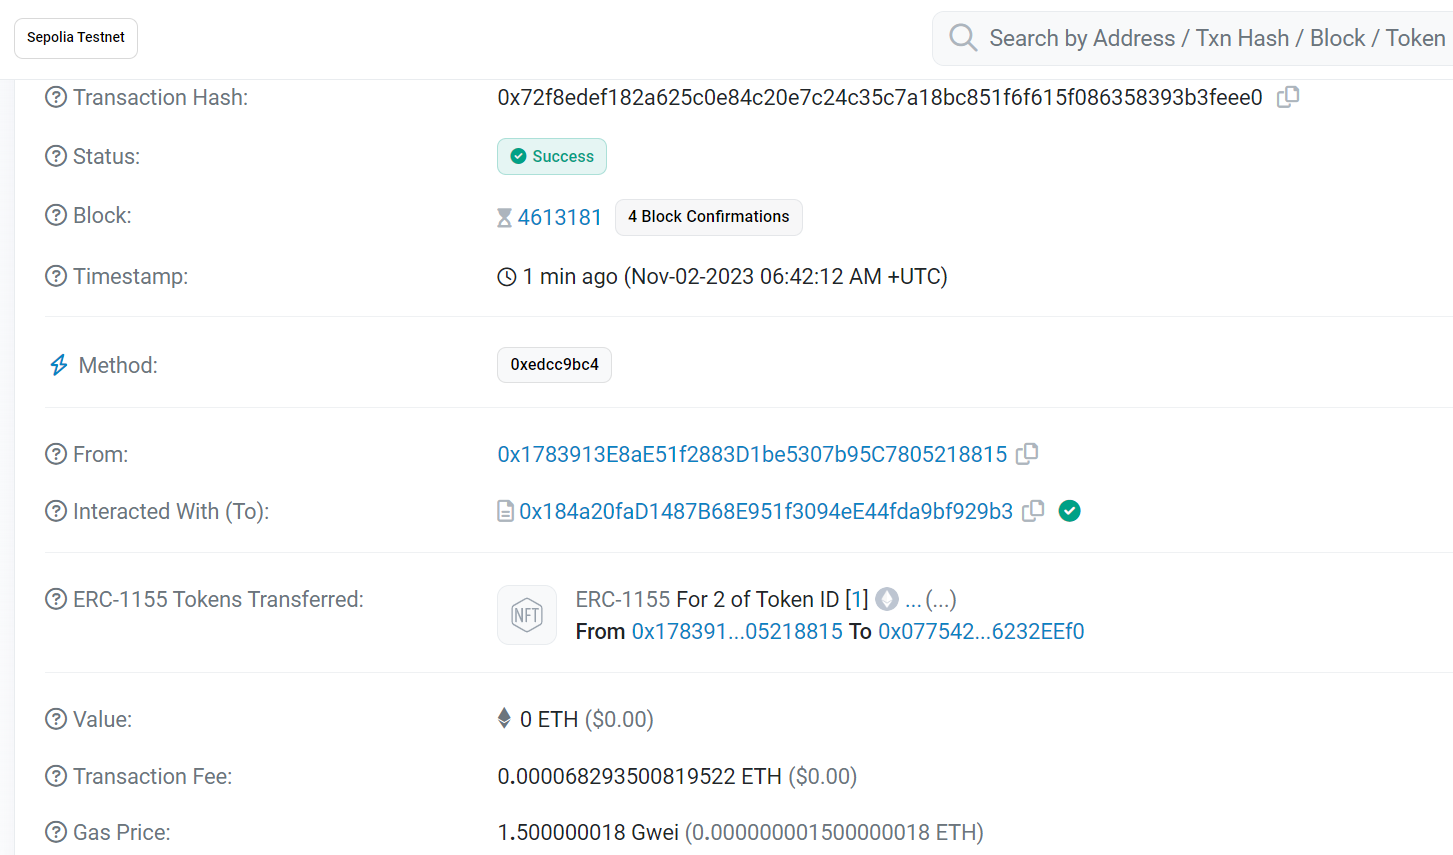 Sepolia Testnet
Search by Address / Txn Hash / Block / Token
Transaction Hash: 0x72f8edef182a625c0e84c20e7c24c35c7a18bc851f6f615f086358393b3feee0
Status: Success
Block: 4613181 4 Block Confirmations
Timestamp: 1 min ago (Nov-02-2023 06:42:12 AM +UTC)
Method: 0xedcc9bc4
From: 0x1783913E8aE51f2883D1be5307b95C7805218815
Interacted With (To): 0x184a20faD1487B68E951f3094eE44fda9bf929b3
ERC-1155 Tokens Transferred: NFT ERC-1155 For 2 of Token ID [1] ... (...)
From 0x178391...05218815 To 0x077542...6232EEf0
Value: 0 ETH ($0.00)
Transaction Fee: 0.000068293500819522 ETH ($0.00)
Gas Price: 1.500000018 Gwei (0.000000001500000018 ETH)